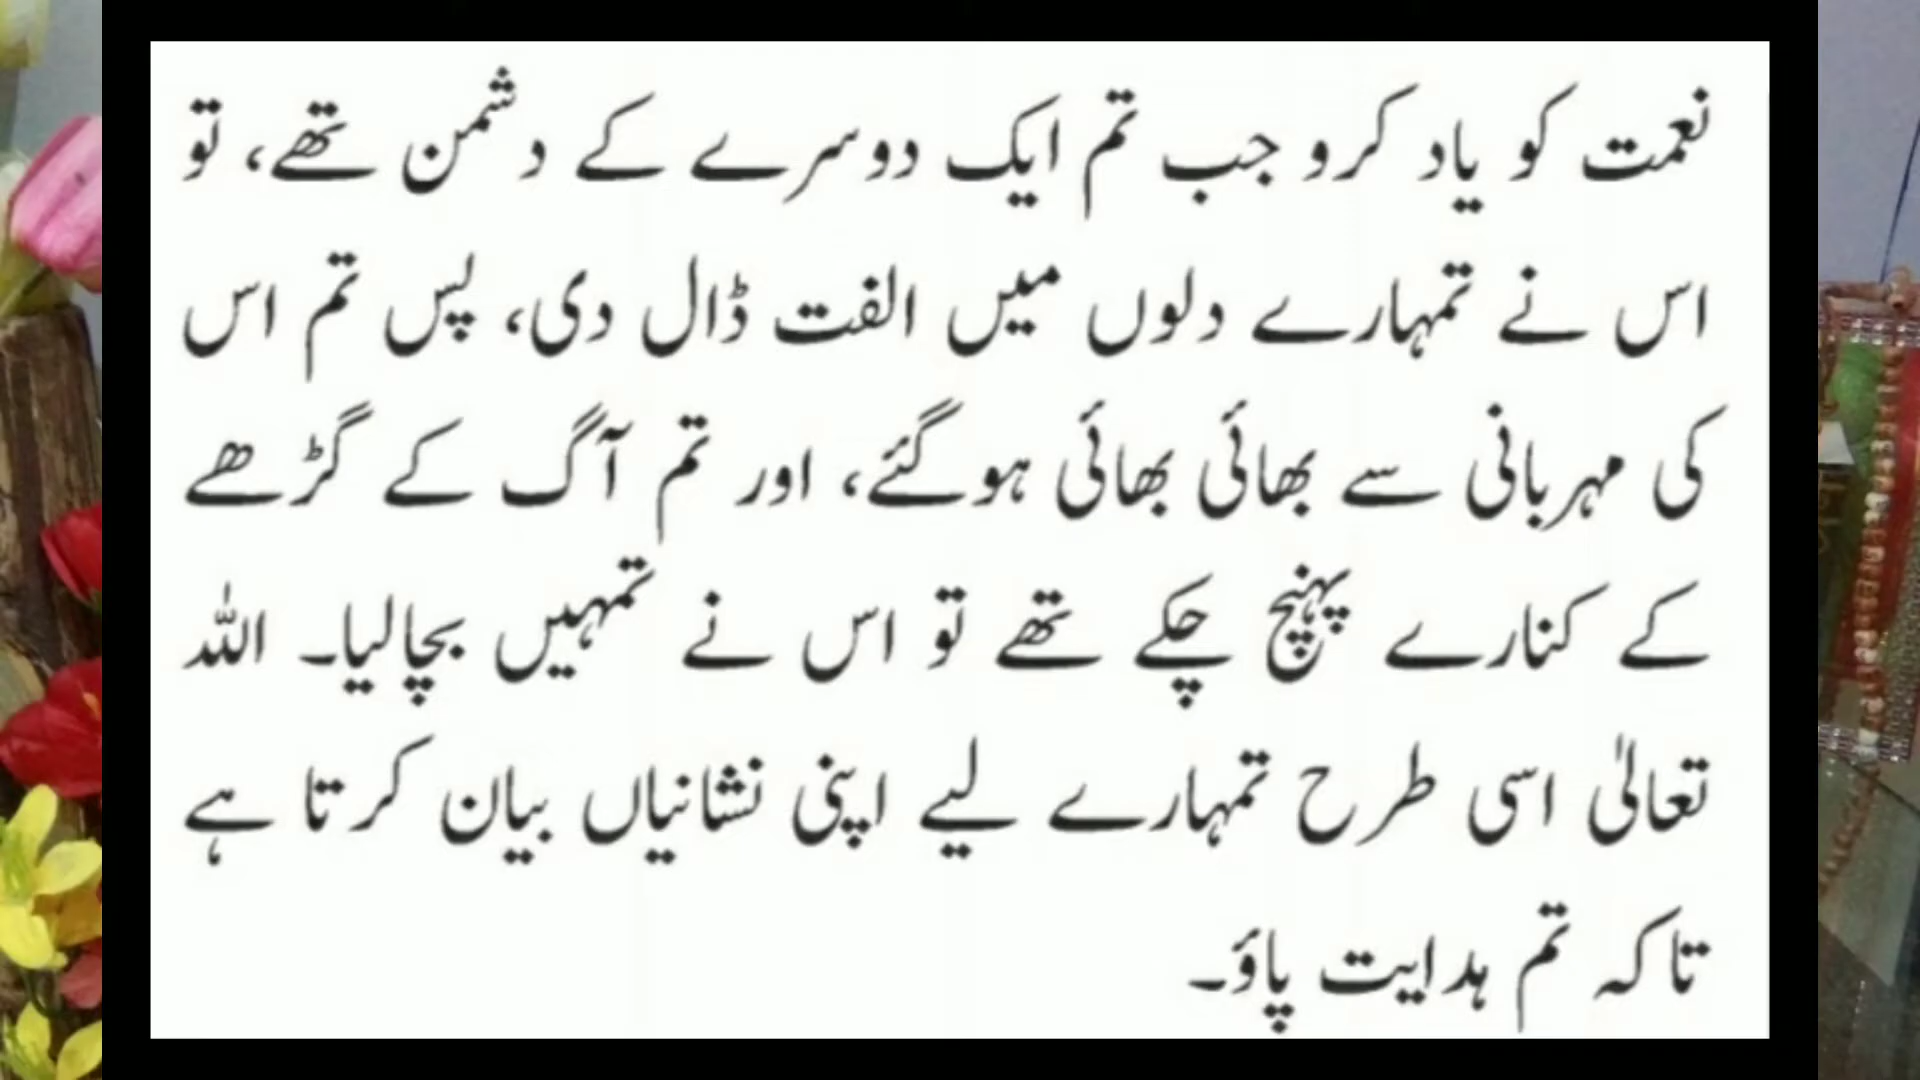 نعمت کو یاد کرو جب تم ایک دوسرے کے دشمن تھے، تو
اس نے تمہارے دلوں میں الفت ڈال دی، پس تم اس
کی مہربانی سے بھائی بھائی ہوگئے، اور تم آگ کے گڑھے
کے کنارے پہنچ چکے تھے تو اس نے تمہیں بچالیا۔ اللہ
تعالیٰ اسی طرح تمہارے لیے اپنی نشانیاں بیان کرتا ہے
تاکہ تم ہدایت پاؤ۔